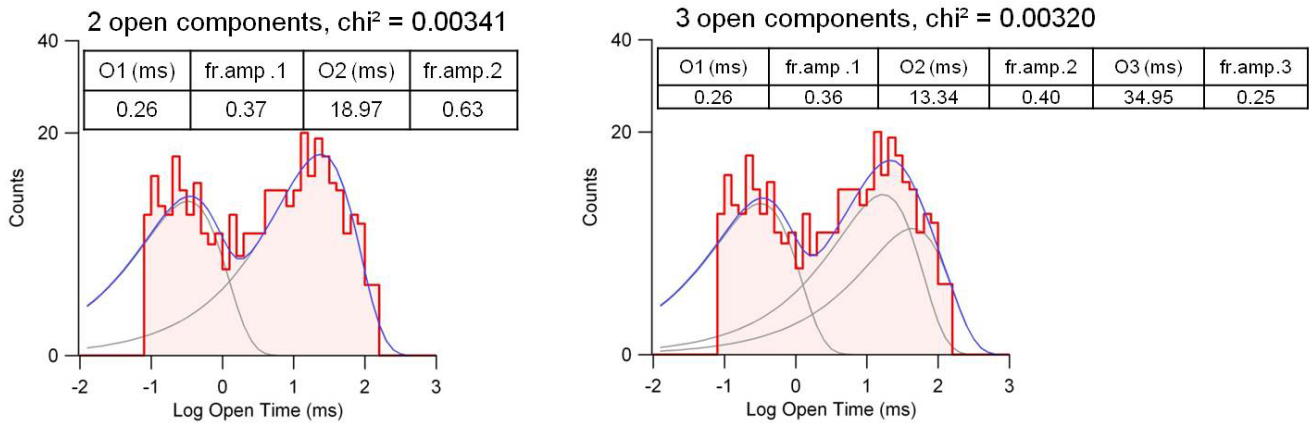 2 open components, chi² = 0.00341
40
O1 (ms) fr.amp .1 O2 (ms) fr.amp.2
0.26 0.37 18.97 0.63
20
Counts
0
-2 -1 0 1 2 3
Log Open Time (ms)
3 open components, chi² = 0.00320
40
O1 (ms) fr.amp .1 O2 (ms) fr.amp.2 O3 (ms) fr.amp.3
0.26 0.36 13.34 0.40 34.95 0.25
20
Counts
0
-2 -1 0 1 2 3
Log Open Time (ms)